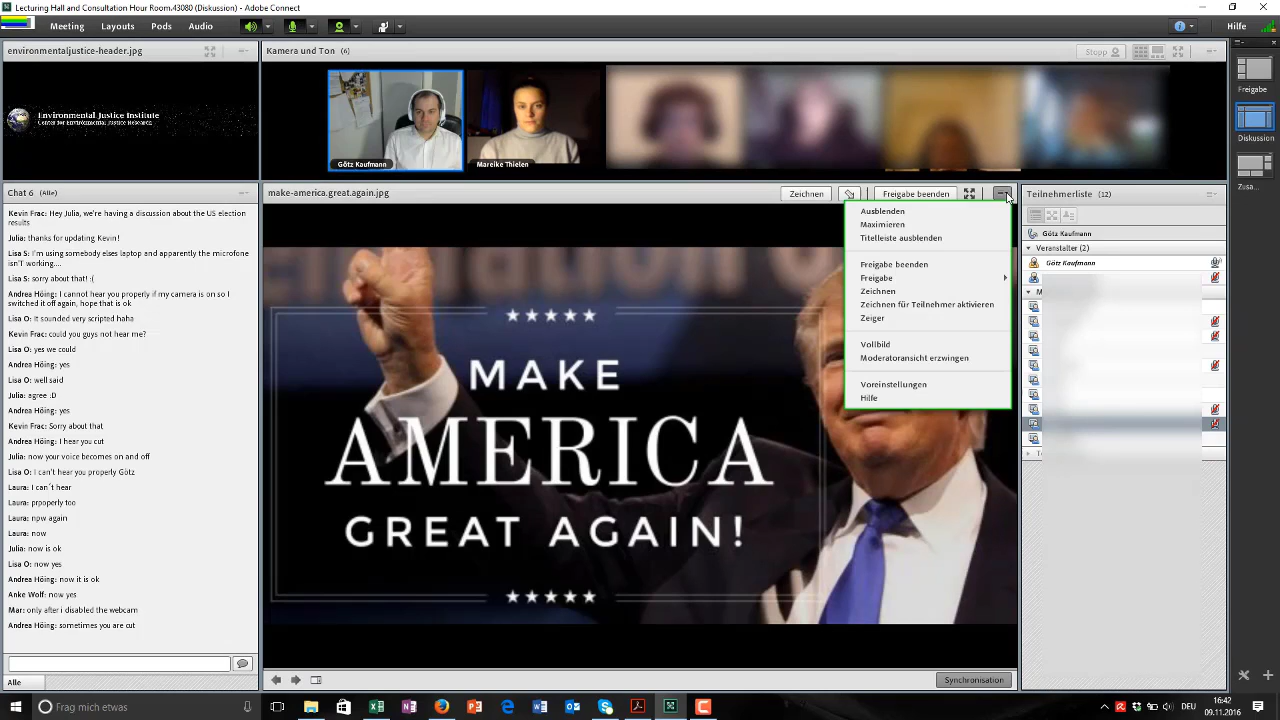 Lecturing Hall and Consultation Hour Room.43080 (Diskussion) - Adobe Connect
Meeting Layouts Pods Audio
Hilfe
environmentaljustice-header.jpg
Environmental Justice Institute
Center for Environmental Justice Research
Kamera und Ton (6)
Stopp
Götz Kaufmann
Mareike Thielen
Freigabe
Diskussion
Zusa...
Chat 6 (Alle)
Kevin Frac: Hey Julia, we're having a discussion about the US election
results
Julia: thanks for updating Kevin!
Lisa S: I'm using somebody elses laptop and apparently the microfone
isn't working...
Lisa S: sorry about that! :(
Andrea Höing: I cannot hear you properly if my camera is on so I
switched it off again, hope that is ok
Lisa O: It sounded very scripted haha
Kevin Frac: could you guys not hear me?
Lisa O: yes we could
Andrea Höing: yes
Lisa O: well said
Julia: agree :D
Andrea Höing: yes
Kevin Frac: Sorry about that
Andrea Höing: I hear you cut
Julia: now your voice becomes on and off
Lisa O: I can't hear you properly Götz
Laura: I can´t hear
Laura: prpoperly too
Laura: npw again
Laura: now
Julia: now is ok
Lisa O: now yes
Andrea Höing: now it is ok
Anke Wolf: now yes
Mar: only after i disabled the webcam
Andrea Höing: sometimes you are cut
Alle
make-america.great.again.jpg
Zeichnen
Freigabe beenden
MAKE
AMERICA
GREAT AGAIN!
Ausblenden
Maximieren
Titelleiste ausblenden
Freigabe beenden
Freigabe
Zeichnen
Zeichnen für Teilnehmer aktivieren
Zeiger
Vollbild
Moderatoransicht erzwingen
Voreinstellungen
Hilfe
Synchronisation
Teilnehmerliste (12)
Götz Kaufmann
Veranstalter (2)
Götz Kaufmann
Frag mich etwas
DEU
16:42
09.11.2016